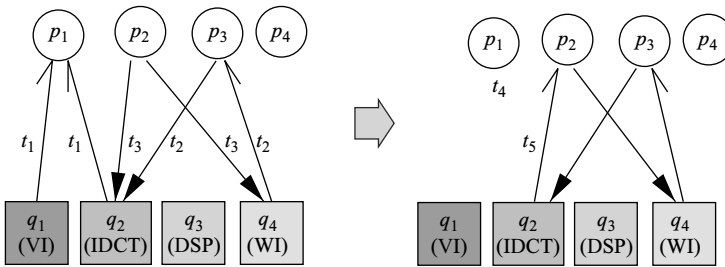 p1 p2 p3 p4
t1 t1 t3 t2 t3 t2
q1 q2 q3 q4
(VI) (IDCT) (DSP) (WI)
p1 p2 p3 p4
t4
t5
q1 q2 q3 q4
(VI) (IDCT) (DSP) (WI)